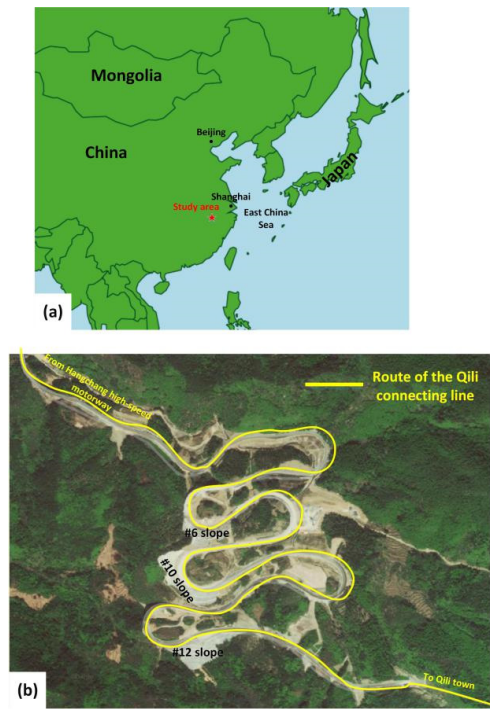 Mongolia
Beijing
China
Japan
Shanghai
Study area
East China
Sea
(a)
From Hangchang high-speed
motorway
Route of the Qili
connecting line
#6 slope
#10 slope
#12 slope
To Qili town
(b)